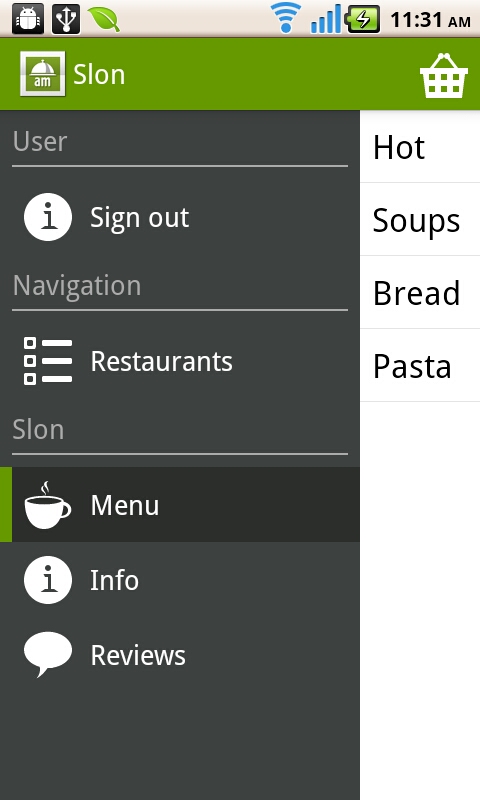 11:31 AM
am
Slon
User
Sign out
Navigation
Restaurants
Slon
Menu
Info
Reviews
Hot
Soups
Bread
Pasta